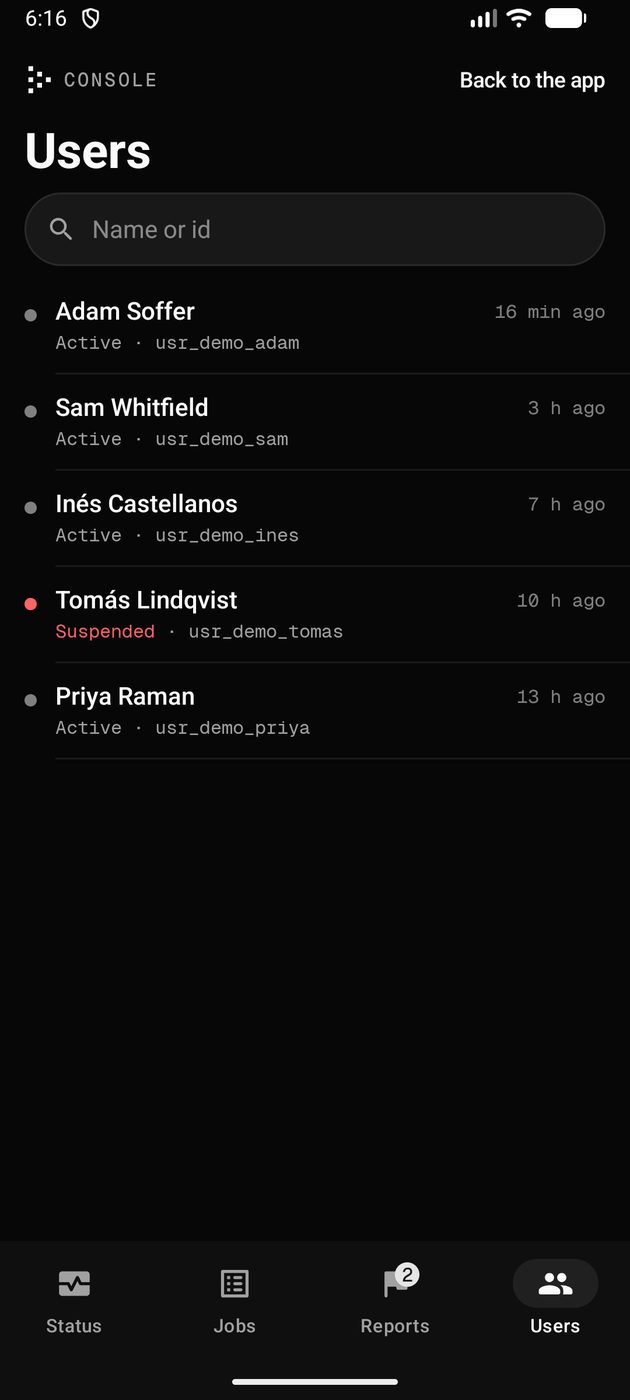 6:16
CONSOLE
Back to the app
Users
Name or id
Adam Soffer
16 min ago
Active · usr_demo_adam
Sam Whitfield
3 h ago
Active · usr_demo_sam
Inés Castellanos
7 h ago
Active · usr_demo_ines
Tomás Lindqvist
10 h ago
Suspended · usr_demo_tomas
Priya Raman
13 h ago
Active · usr_demo_priya
2
Status
Jobs
Reports
Users